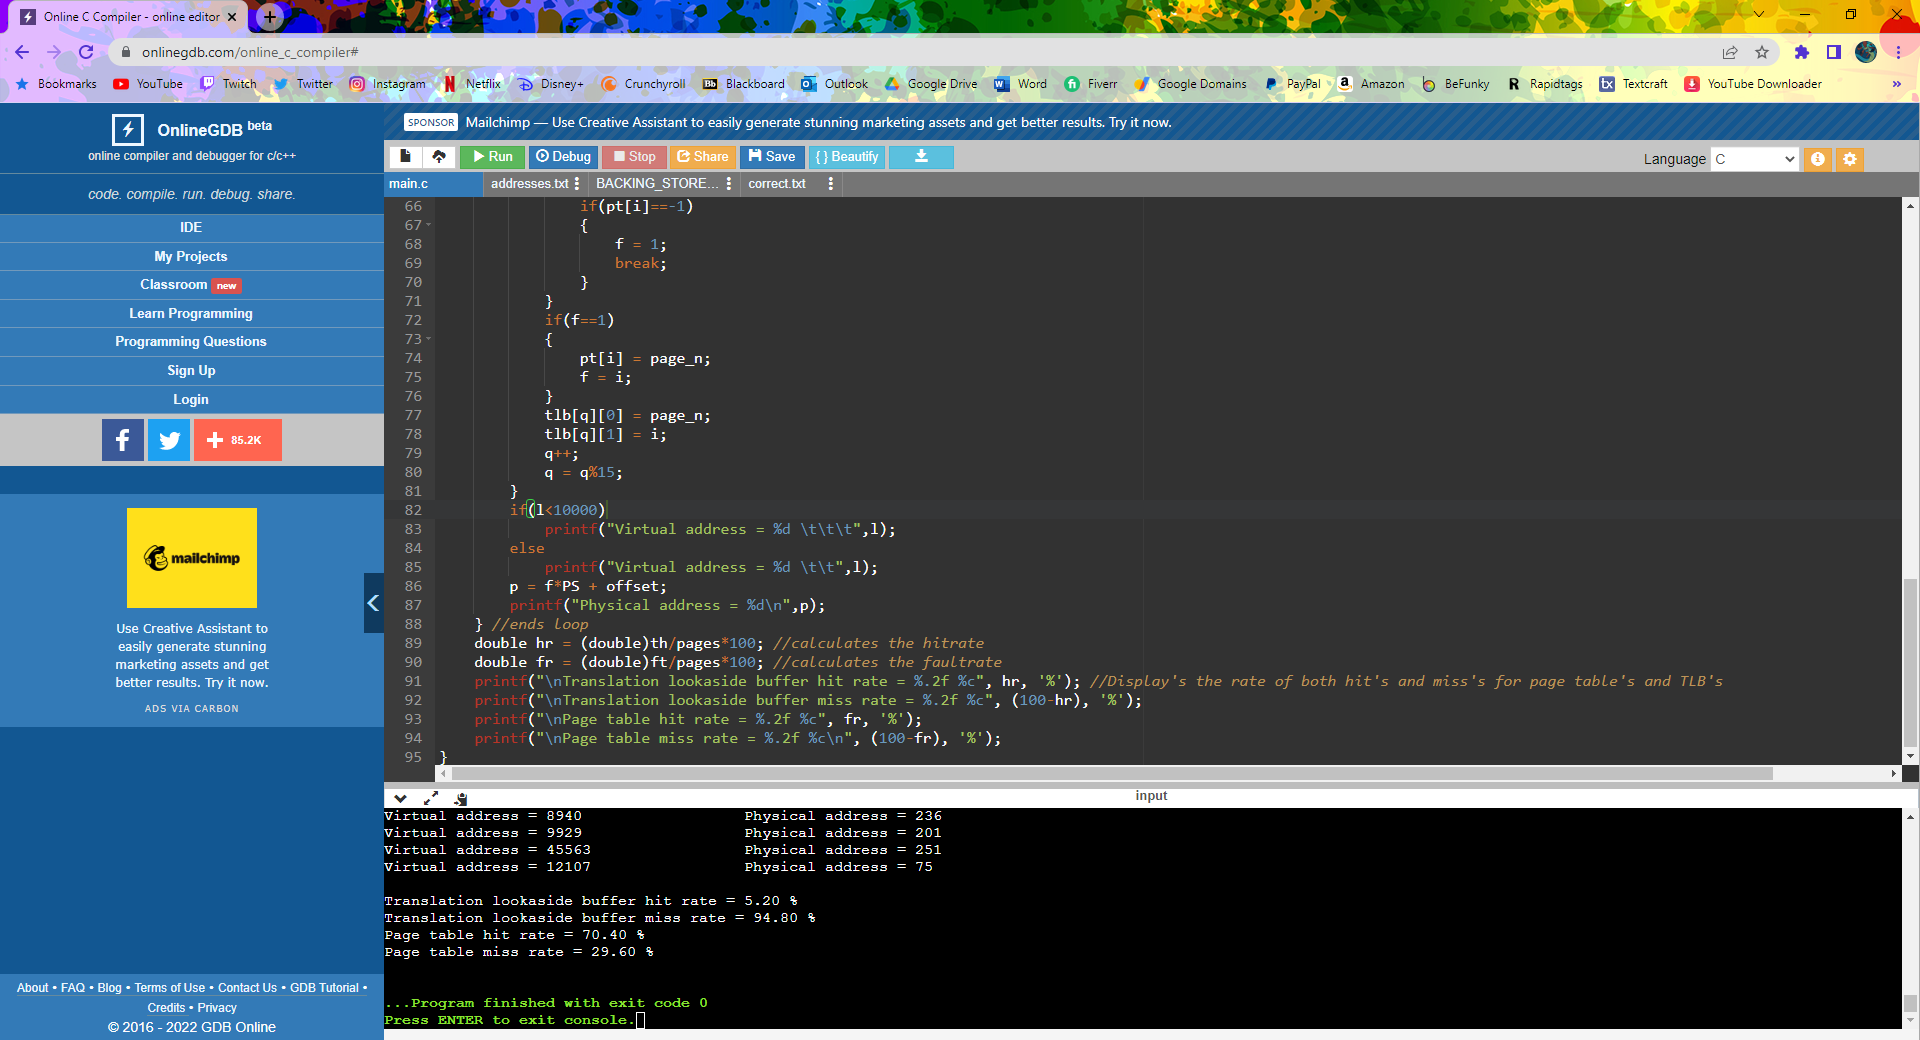 Online C Compiler - online editor
onlinegdb.com/online_c_compiler#
Bookmarks YouTube Twitch Twitter Instagram Netflix Disney+ Crunchyroll Blackboard Outlook Google Drive Word Fiverr Google Domains PayPal Amazon BeFunky Rapidtags Textcraft YouTube Downloader »
OnlineGDB beta
online compiler and debugger for c/c++
code. compile. run. debug. share.
IDE
My Projects
Classroom new
Learn Programming
Programming Questions
Sign Up
Login
f + 85.2K
mailchimp
Use Creative Assistant to
easily generate stunning
marketing assets and get
better results. Try it now.
ADS VIA CARBON
About • FAQ • Blog • Terms of Use • Contact Us • GDB Tutorial •
Credits • Privacy
© 2016 - 2022 GDB Online
SPONSOR Mailchimp — Use Creative Assistant to easily generate stunning marketing assets and get better results. Try it now.
Run Debug Stop Share Save { } Beautify Language C
main.c addresses.txt BACKING_STORE... correct.txt
66 if(pt[i]==-1)
67 {
68 f = 1;
69 break;
70 }
71 }
72 if(f==1)
73 {
74 pt[i] = page_n;
75 f = i;
76 }
77 tlb[q][0] = page_n;
78 tlb[q][1] = i;
79 q++;
80 q = q%15;
81 }
82 if(l<10000)
83 printf("Virtual address = %d \t\t\t",l);
84 else
85 printf("Virtual address = %d \t\t",l);
86 p = f*PS + offset;
87 printf("Physical address = %d\n",p);
88 } //ends loop
89 double hr = (double)th/pages*100; //calculates the hitrate
90 double fr = (double)ft/pages*100; //calculates the faultrate
91 printf("\nTranslation lookaside buffer hit rate = %.2f %c", hr, '%'); //Display's the rate of both hit's and miss's for page table's and TLB's
92 printf("\nTranslation lookaside buffer miss rate = %.2f %c", (100-hr), '%');
93 printf("\nPage table hit rate = %.2f %c", fr, '%');
94 printf("\nPage table miss rate = %.2f %c\n", (100-fr), '%');
95 }
input
Virtual address = 8940 Physical address = 236
Virtual address = 9929 Physical address = 201
Virtual address = 45563 Physical address = 251
Virtual address = 12107 Physical address = 75
Translation lookaside buffer hit rate = 5.20 %
Translation lookaside buffer miss rate = 94.80 %
Page table hit rate = 70.40 %
Page table miss rate = 29.60 %
...Program finished with exit code 0
Press ENTER to exit console.